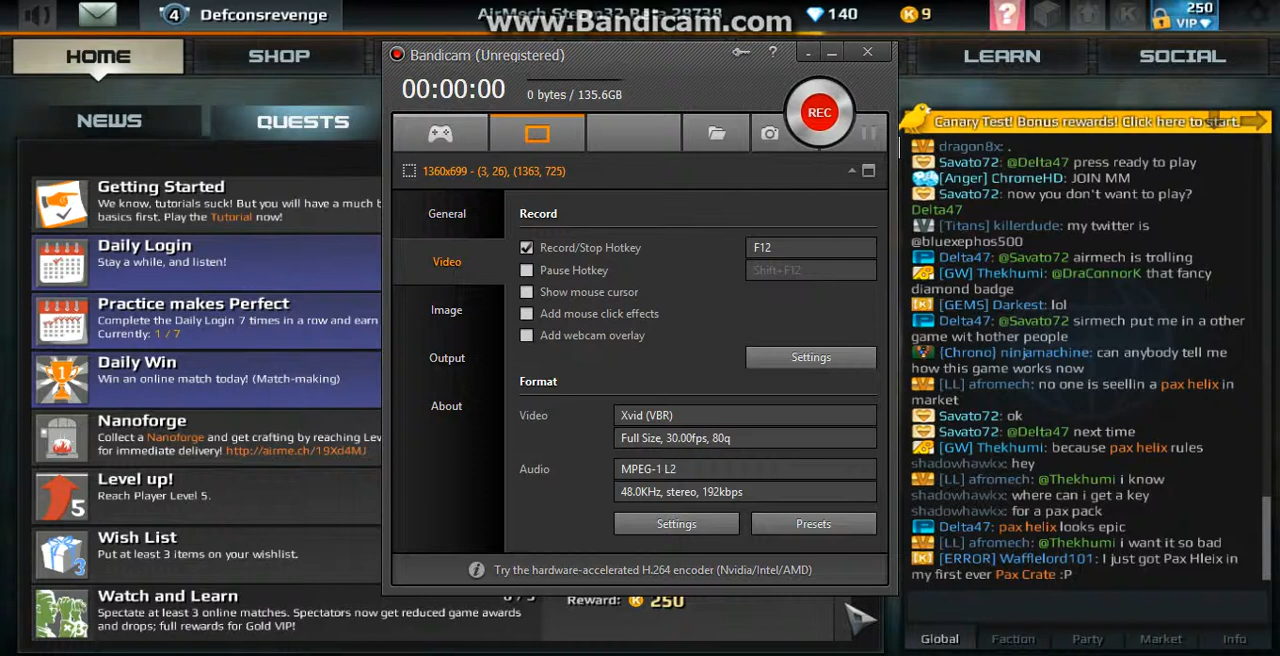 4 Defconsrevenge
www.Bandicam.com
140
9
250
VIP
HOME
SHOP
LEARN
SOCIAL
NEWS
QUESTS
Getting Started
We know, tutorials suck! But you will have a much b
basics first. Play the Tutorial now!
Daily Login
Stay a while, and listen!
Practice makes Perfect
Complete the Daily Login 7 times in a row and earn
Currently: 1 / 7
Daily Win
Win an online match today! (Match-making)
Nanoforge
Collect a Nanoforge and get crafting by reaching Lev
for immediate delivery! http://airme.ch/19Xd4MJ
Level up!
Reach Player Level 5.
5
Wish List
Put at least 3 items on your wishlist.
3
Watch and Learn
Spectate at least 3 online matches. Spectators now get reduced game awards
and drops; full rewards for Gold VIP!
x3
Reward: K 250
Bandicam (Unregistered)
00:00:00
0 bytes / 135.6GB
REC
1360x699 - (3, 26), (1363, 725)
General
Video
Image
Output
About
Record
Record/Stop Hotkey
F12
Pause Hotkey
Shift+F12
Show mouse cursor
Add mouse click effects
Add webcam overlay
Settings
Format
Video
Xvid (VBR)
Full Size, 30.00fps, 80q
Audio
MPEG-1 L2
48.0KHz, stereo, 192kbps
Settings
Presets
Try the hardware-accelerated H.264 encoder (Nvidia/Intel/AMD)
Canary Test! Bonus rewards! Click here to start.
dragon8x: .
Savato72: @Delta47 press ready to play
[Anger] ChromeHD: JOIN MM
Savato72: now you don't want to play?
Delta47
[Titans] killerdude: my twitter is
@bluexephos500
Delta47: @Savato72 airmech is trolling
[GW] Thekhumi: @DraConnorK that fancy
diamond badge
[GEMS] Darkest: lol
Delta47: @Savato72 sirmech put me in a other
game wit hother people
[Chrono] ninjamachine: can anybody tell me
how this game works now
[LL] afromech: no one is seellin a pax helix in
market
Savato72: ok
Savato72: @Delta47 next time
[GW] Thekhumi: because pax helix rules
shadowhawkx: hey
[LL] afromech: @Thekhumi i know
shadowhawkx: where can i get a key
shadowhawkx: for a pax pack
Delta47: pax helix looks epic
[LL] afromech: @Thekhumi i want it so bad
[ERROR] Wafflelord101: I just got Pax Hleix in
my first ever Pax Crate :P
Global
Faction
Party
Market
Info